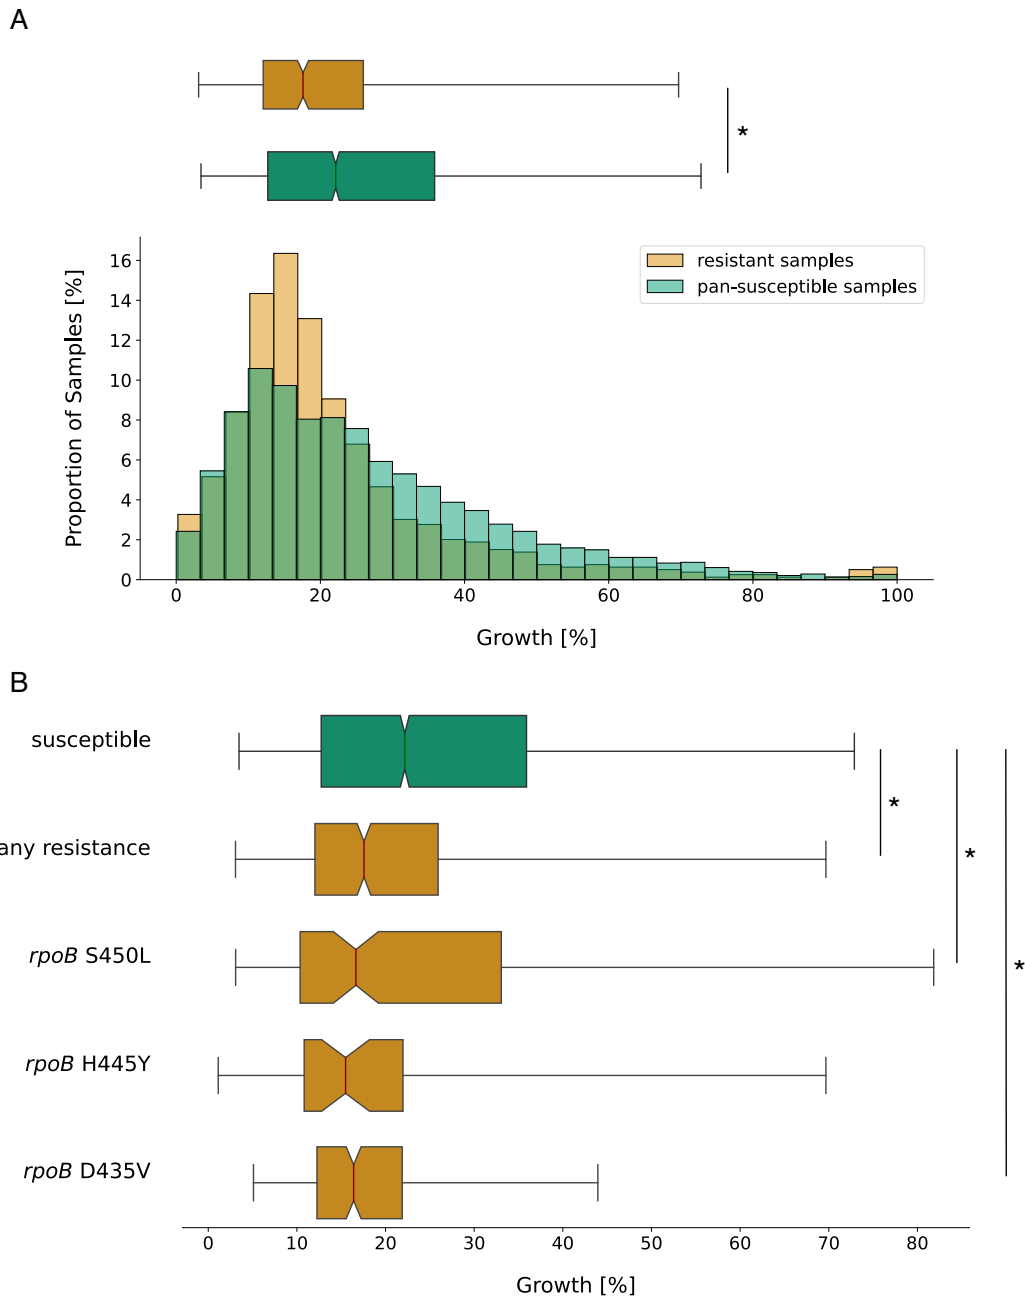 A
*
16
14
12
10
8
6
4
2
0
Proportion of Samples [%]
resistant samples
pan-susceptible samples
0 20 40 60 80 100
Growth [%]
B
susceptible
*
any resistance
*
rpoB S450L
*
rpoB H445Y
rpoB D435V
0 10 20 30 40 50 60 70 80
Growth [%]